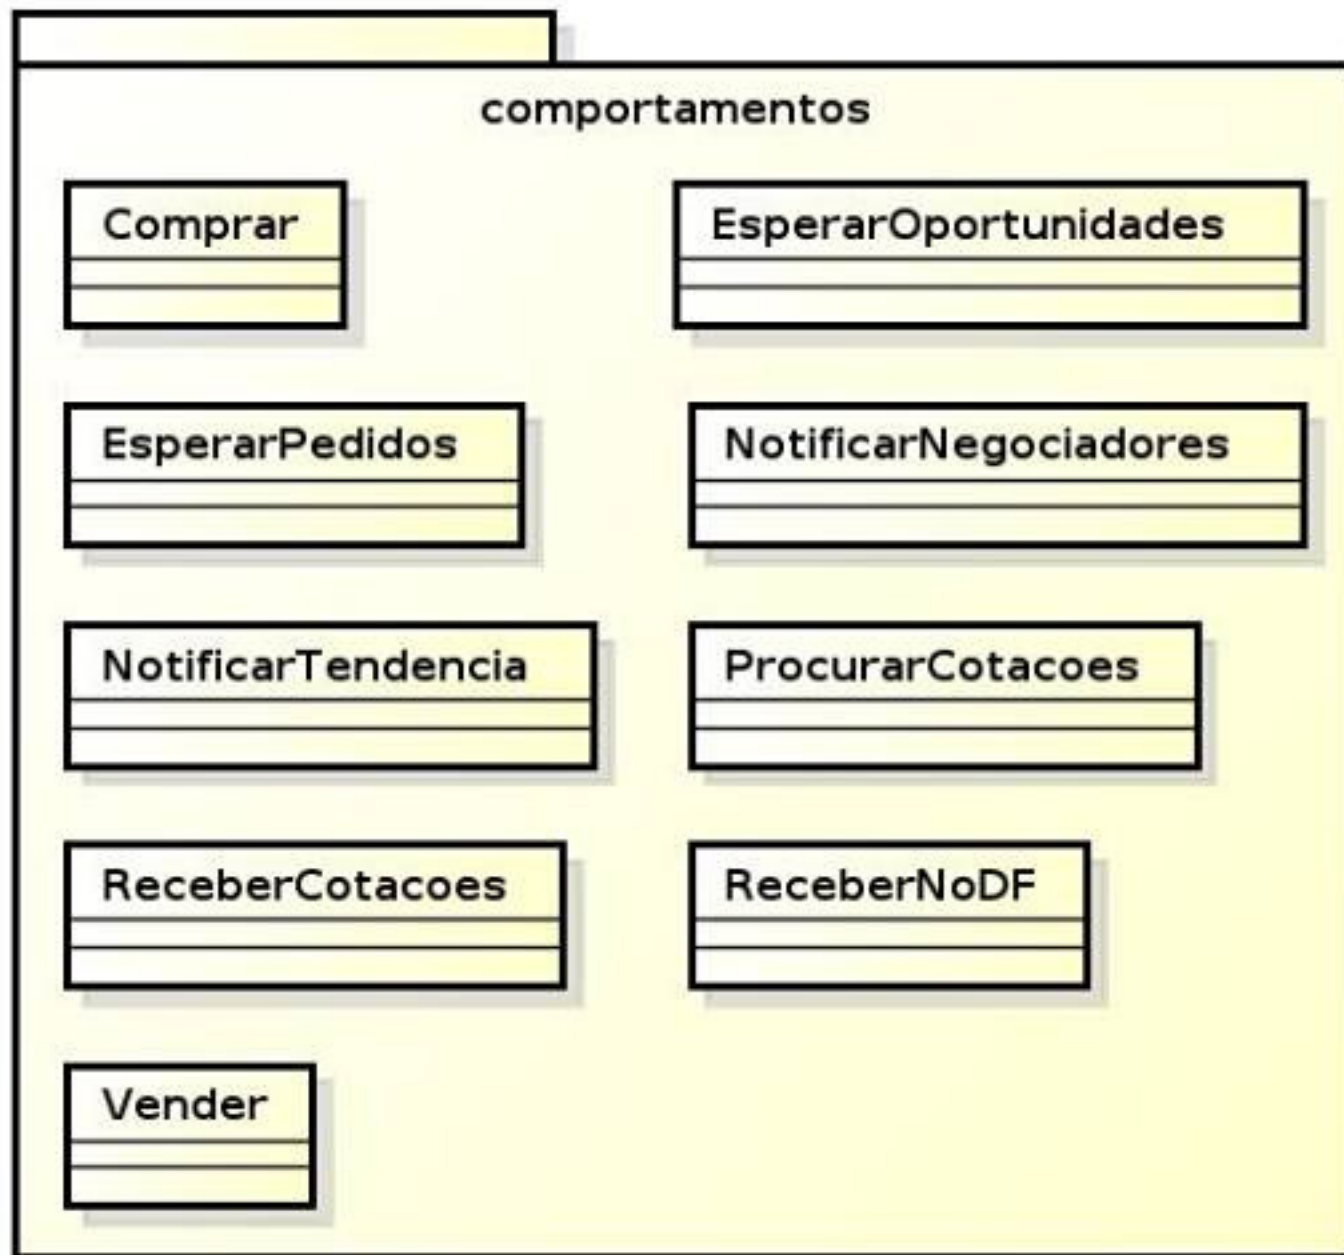 comportamentos
Comprar
EsperarOportunidades
EsperarPedidos
NotificarNegociadores
NotificarTendencia
ProcurarCotacoes
ReceberCotacoes
ReceberNoDF
Vender